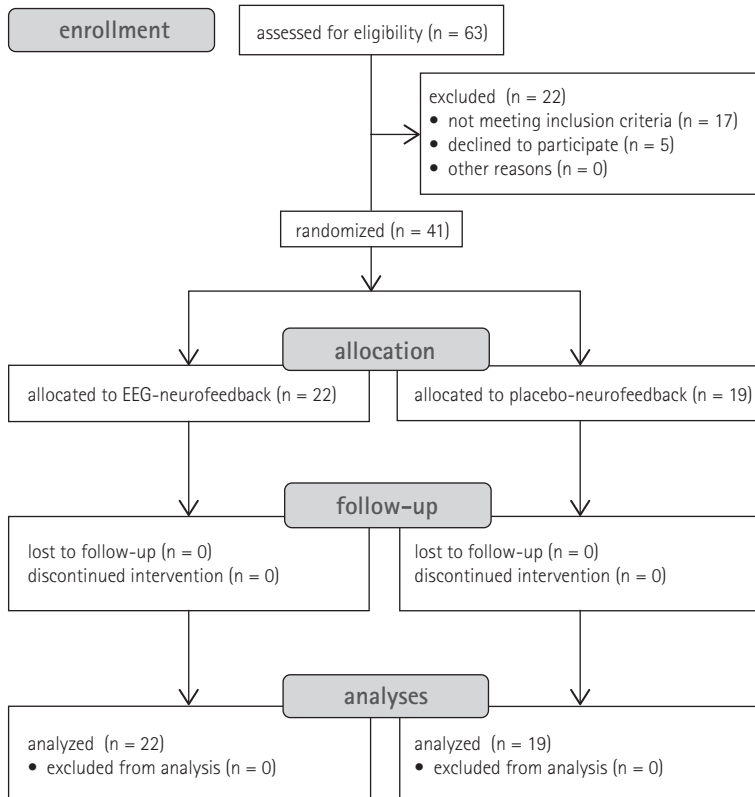 enrollment
assessed for eligibility (n = 63)
excluded (n = 22)
• not meeting inclusion criteria (n = 17)
• declined to participate (n = 5)
• other reasons (n = 0)
randomized (n = 41)
allocation
allocated to EEG-neurofeedback (n = 22)
allocated to placebo-neurofeedback (n = 19)
follow-up
lost to follow-up (n = 0)
discontinued intervention (n = 0)
lost to follow-up (n = 0)
discontinued intervention (n = 0)
analyses
analyzed (n = 22)
• excluded from analysis (n = 0)
analyzed (n = 19)
• excluded from analysis (n = 0)